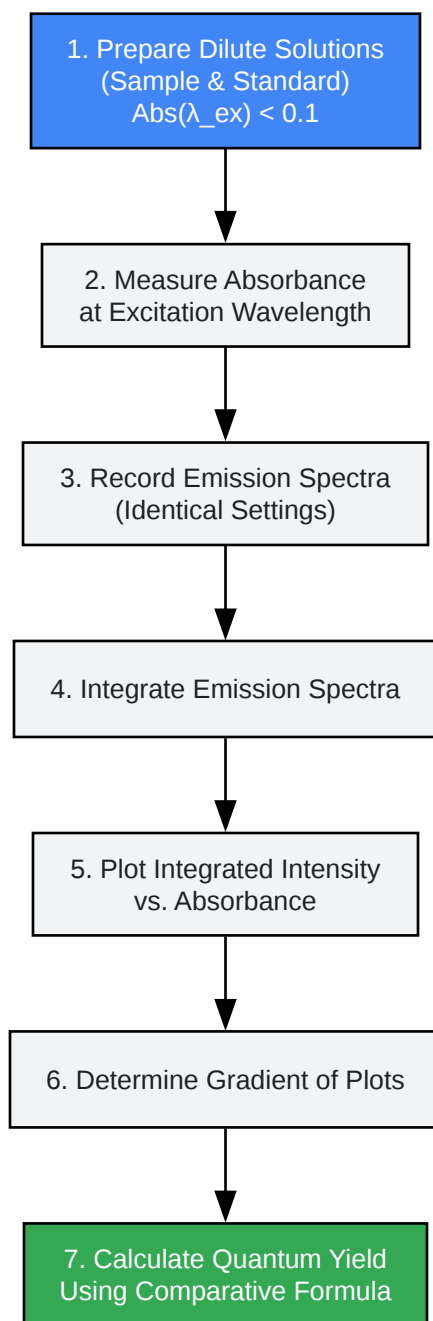 1. Prepare Dilute Solutions
(Sample & Standard)
Abs(λ_ex) < 0.1
2. Measure Absorbance
at Excitation Wavelength
3. Record Emission Spectra
(Identical Settings)
4. Integrate Emission Spectra
5. Plot Integrated Intensity
vs. Absorbance
6. Determine Gradient of Plots
7. Calculate Quantum Yield
Using Comparative Formula